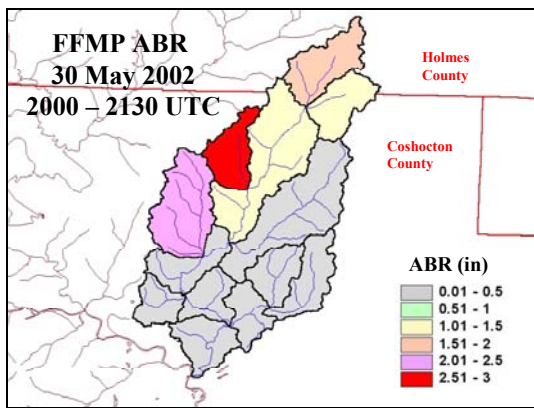 FFMP ABR
30 May 2002
2000 – 2130 UTC
Holmes
County
Coshocton
County
ABR (in)
0.01 - 0.5
0.51 - 1
1.01 - 1.5
1.51 - 2
2.01 - 2.5
2.51 - 3